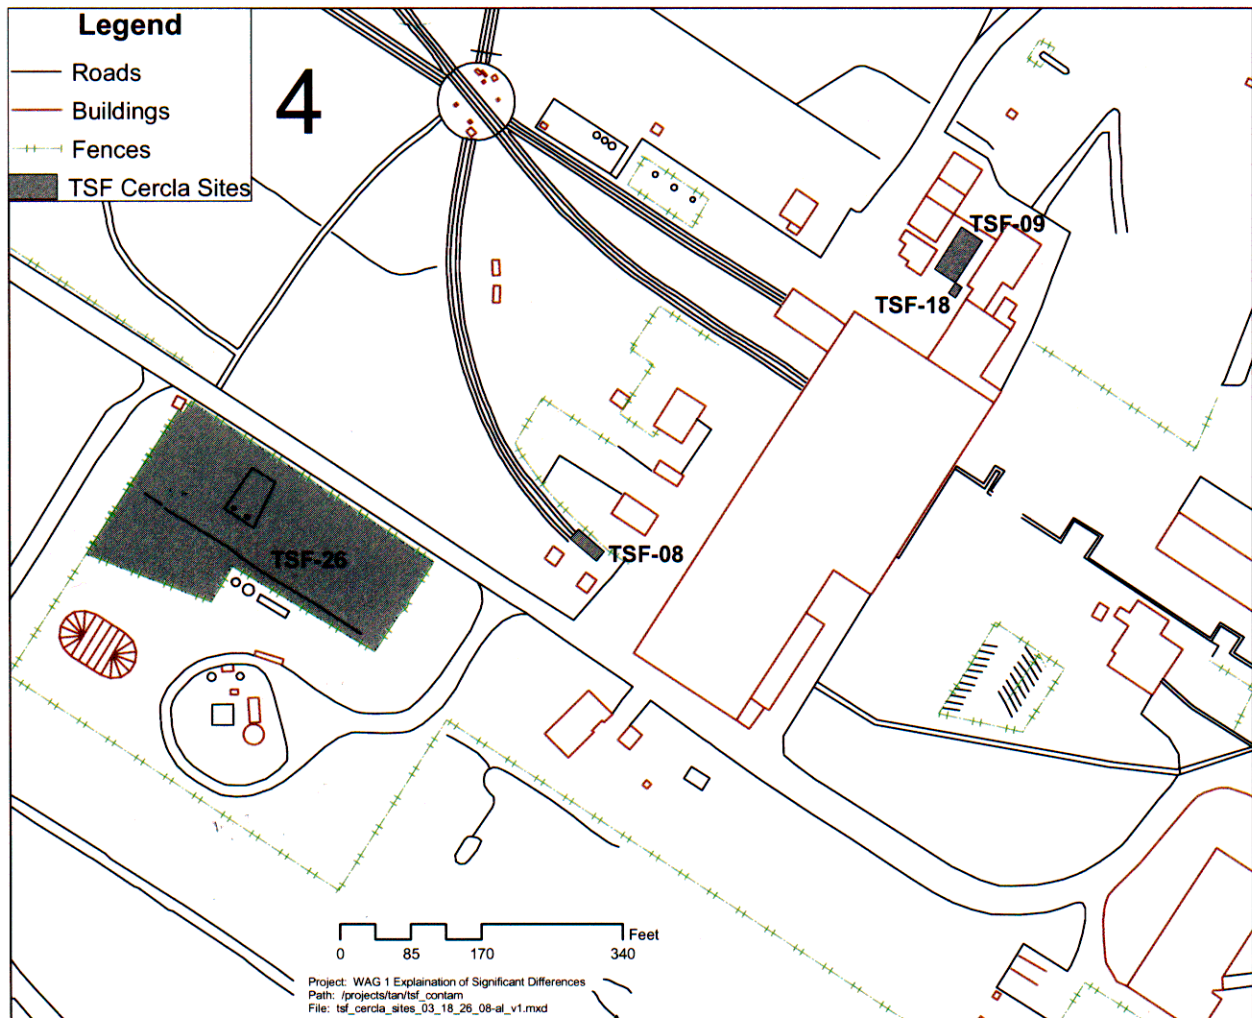 Legend
Roads
Buildings
Fences
TSF Cercla Sites
4
TSF-09
TSF-18
TSF-26
TSF-08
Feet
0 85 170 340
Project: WAG 1 Explaination of Significant Differences
Path: /projects/tan/tsf_contam
File: tsf_cercla_sites_03_18_26_08-al_v1.mxd